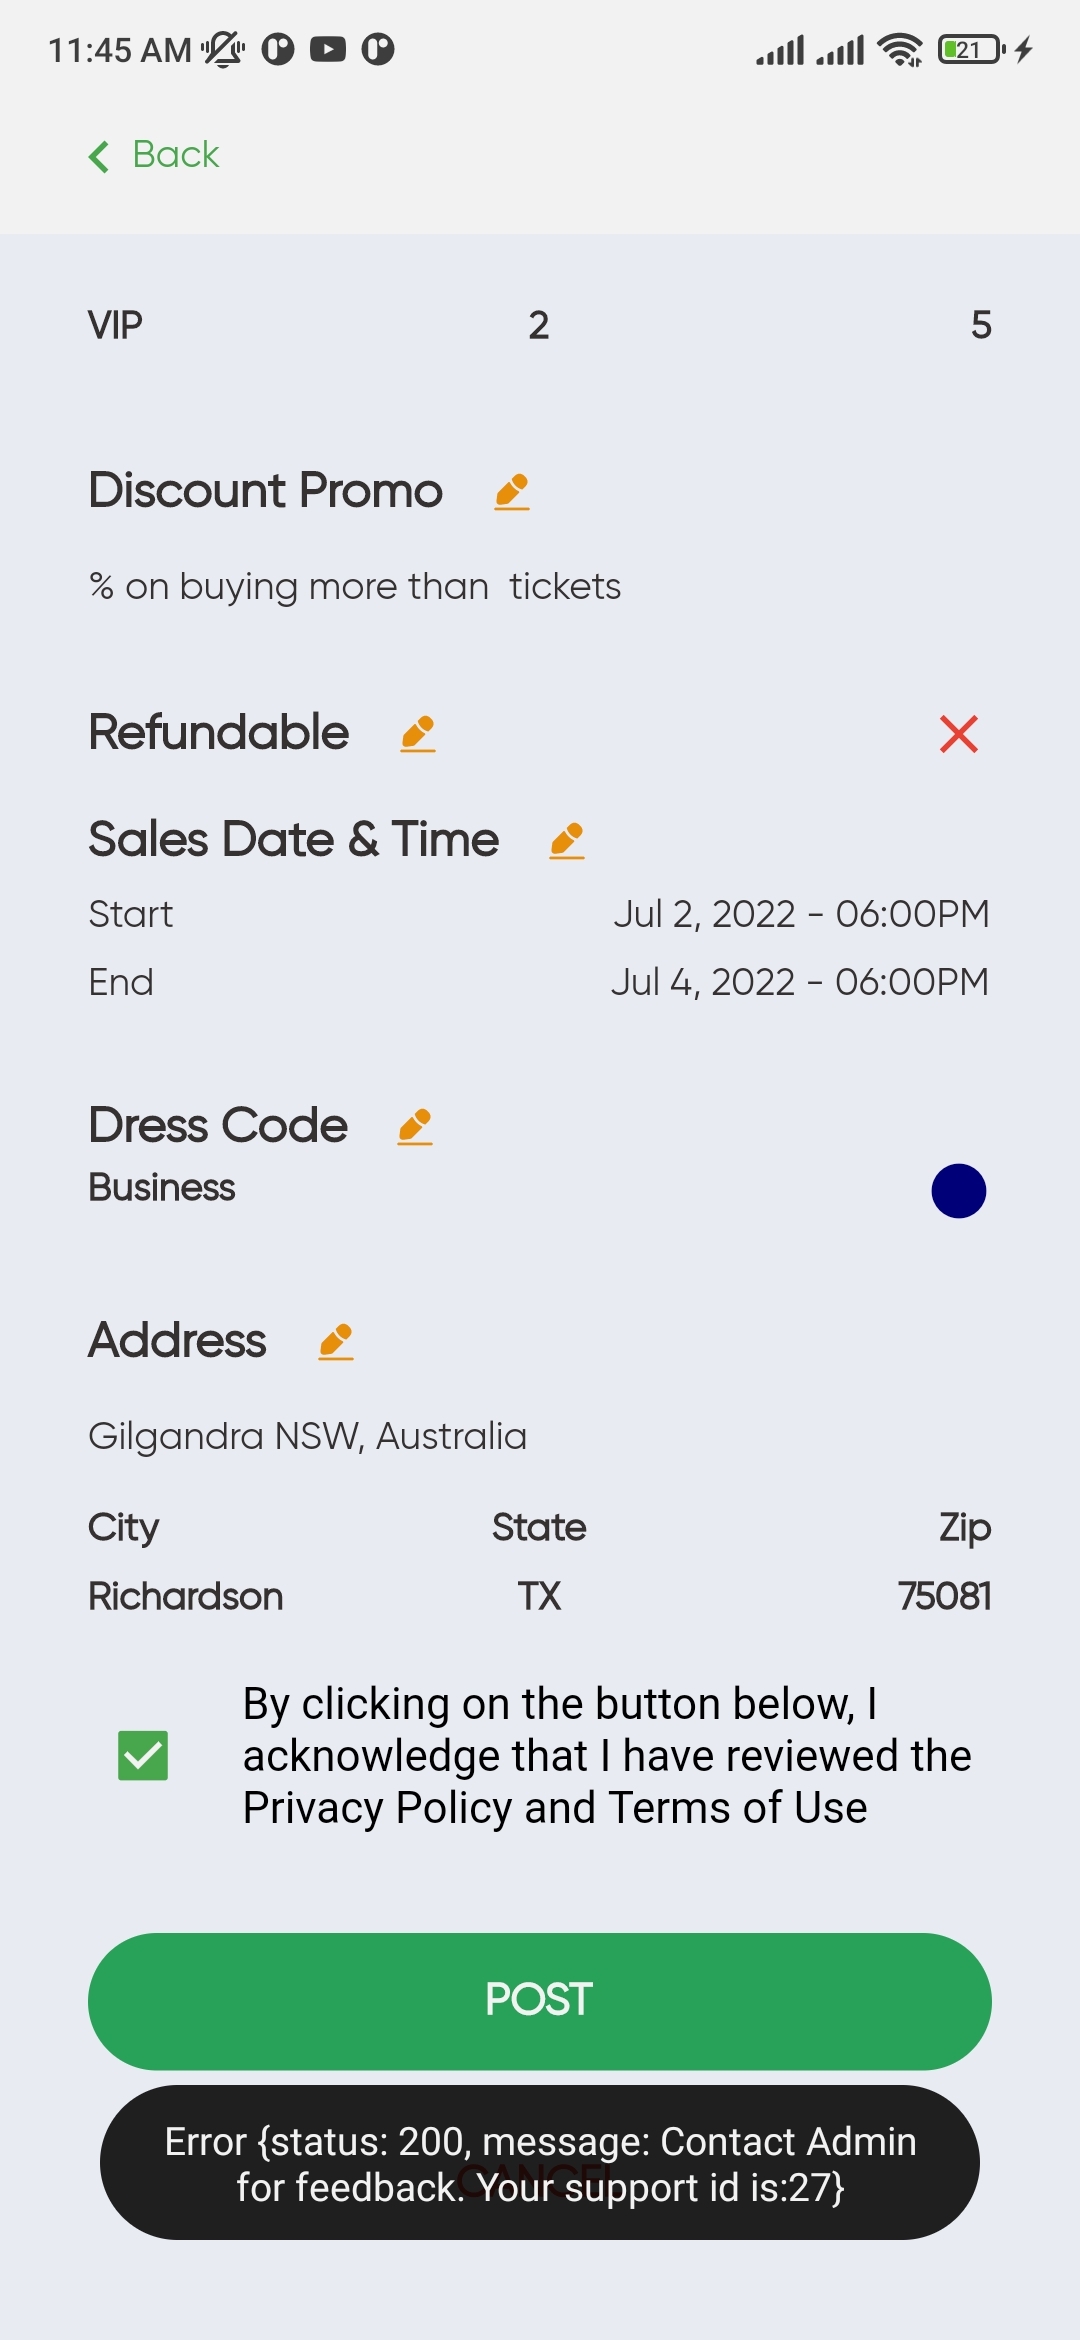 11:45 AM 21
Back
VIP 2 5
Discount Promo
% on buying more than  tickets
Refundable
Sales Date & Time
Start Jul 2, 2022 - 06:00PM
End Jul 4, 2022 - 06:00PM
Dress Code
Business
Address
Gilgandra NSW, Australia
City State Zip
Richardson TX 75081
By clicking on the button below, I
acknowledge that I have reviewed the
Privacy Policy and Terms of Use
POST
Error {status: 200, message: Contact Admin
CANCEL
for feedback. Your support id is:27}